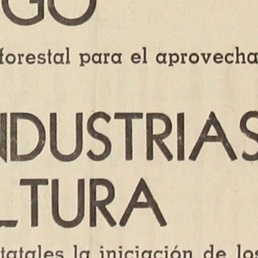 GO
forestal para el aprovecha
NDUSTRIAS
LTURA
tatales la iniciación de los